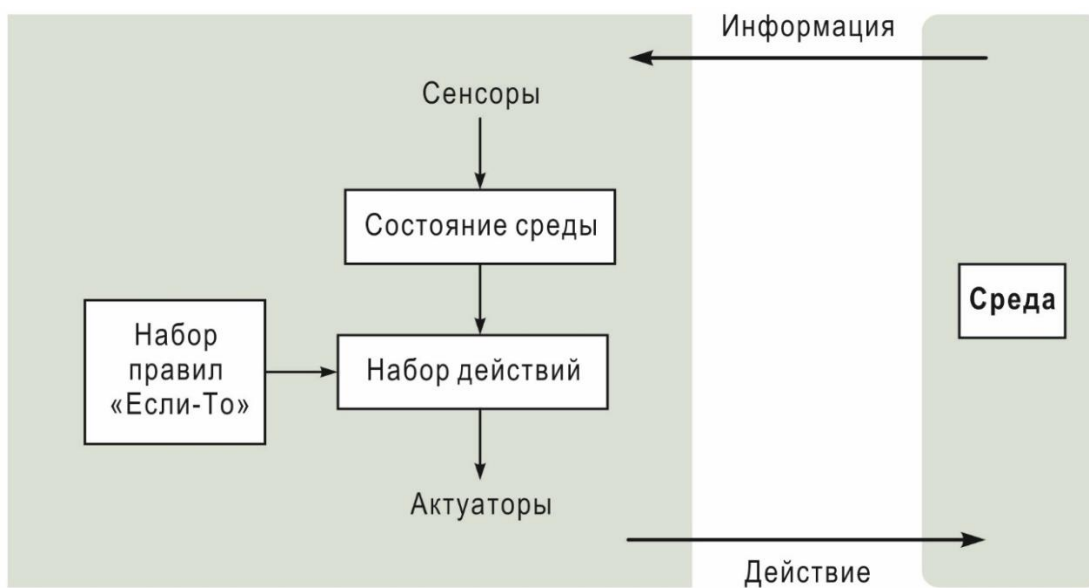 Информация
Сенсоры
Состояние среды
Среда
Набор
правил
«Если-То»
Набор действий
Актуаторы
Действие